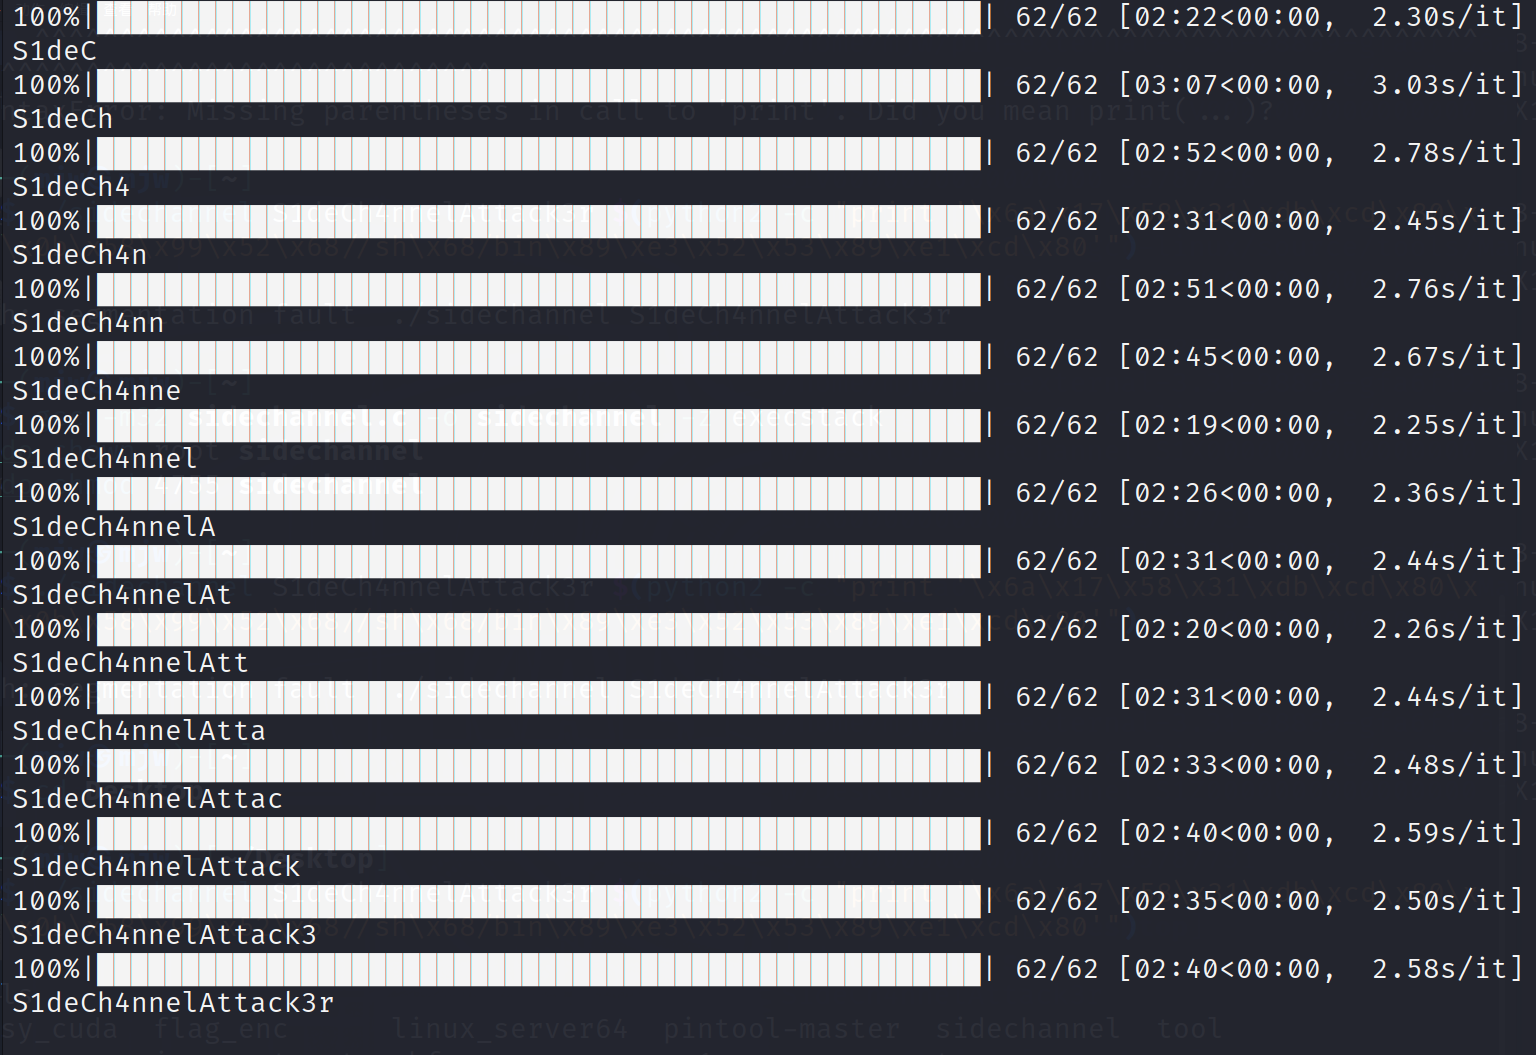 100%| | 62/62 [02:22<00:00, 2.30s/it]
S1deC
100%| | 62/62 [03:07<00:00, 3.03s/it]
S1deCh
100%| | 62/62 [02:52<00:00, 2.78s/it]
S1deCh4
100%| | 62/62 [02:31<00:00, 2.45s/it]
S1deCh4n
100%| | 62/62 [02:51<00:00, 2.76s/it]
S1deCh4nn
100%| | 62/62 [02:45<00:00, 2.67s/it]
S1deCh4nne
100%| | 62/62 [02:19<00:00, 2.25s/it]
S1deCh4nnel
100%| | 62/62 [02:26<00:00, 2.36s/it]
S1deCh4nnelA
100%| | 62/62 [02:31<00:00, 2.44s/it]
S1deCh4nnelAt
100%| | 62/62 [02:20<00:00, 2.26s/it]
S1deCh4nnelAtt
100%| | 62/62 [02:31<00:00, 2.44s/it]
S1deCh4nnelAtta
100%| | 62/62 [02:33<00:00, 2.48s/it]
S1deCh4nnelAttac
100%| | 62/62 [02:40<00:00, 2.59s/it]
S1deCh4nnelAttack
100%| | 62/62 [02:35<00:00, 2.50s/it]
S1deCh4nnelAttack3
100%| | 62/62 [02:40<00:00, 2.58s/it]
S1deCh4nnelAttack3r
sy_cuda flag_enc linux_server64 pintool-master sidechannel tool